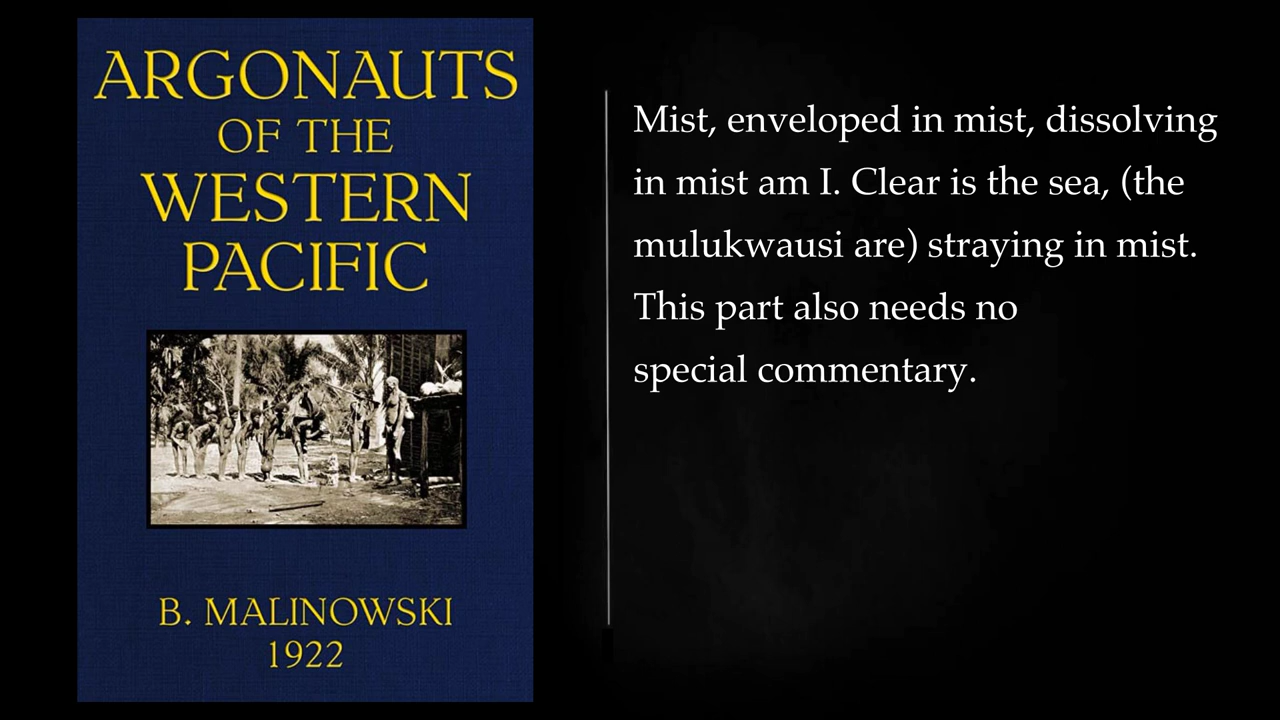 ARGONAUTS
OF THE
WESTERN
PACIFIC
B. MALINOWSKI
1922
Mist, enveloped in mist, dissolving
in mist am I. Clear is the sea, (the
mulukwausi are) straying in mist.
This part also needs no
special commentary.